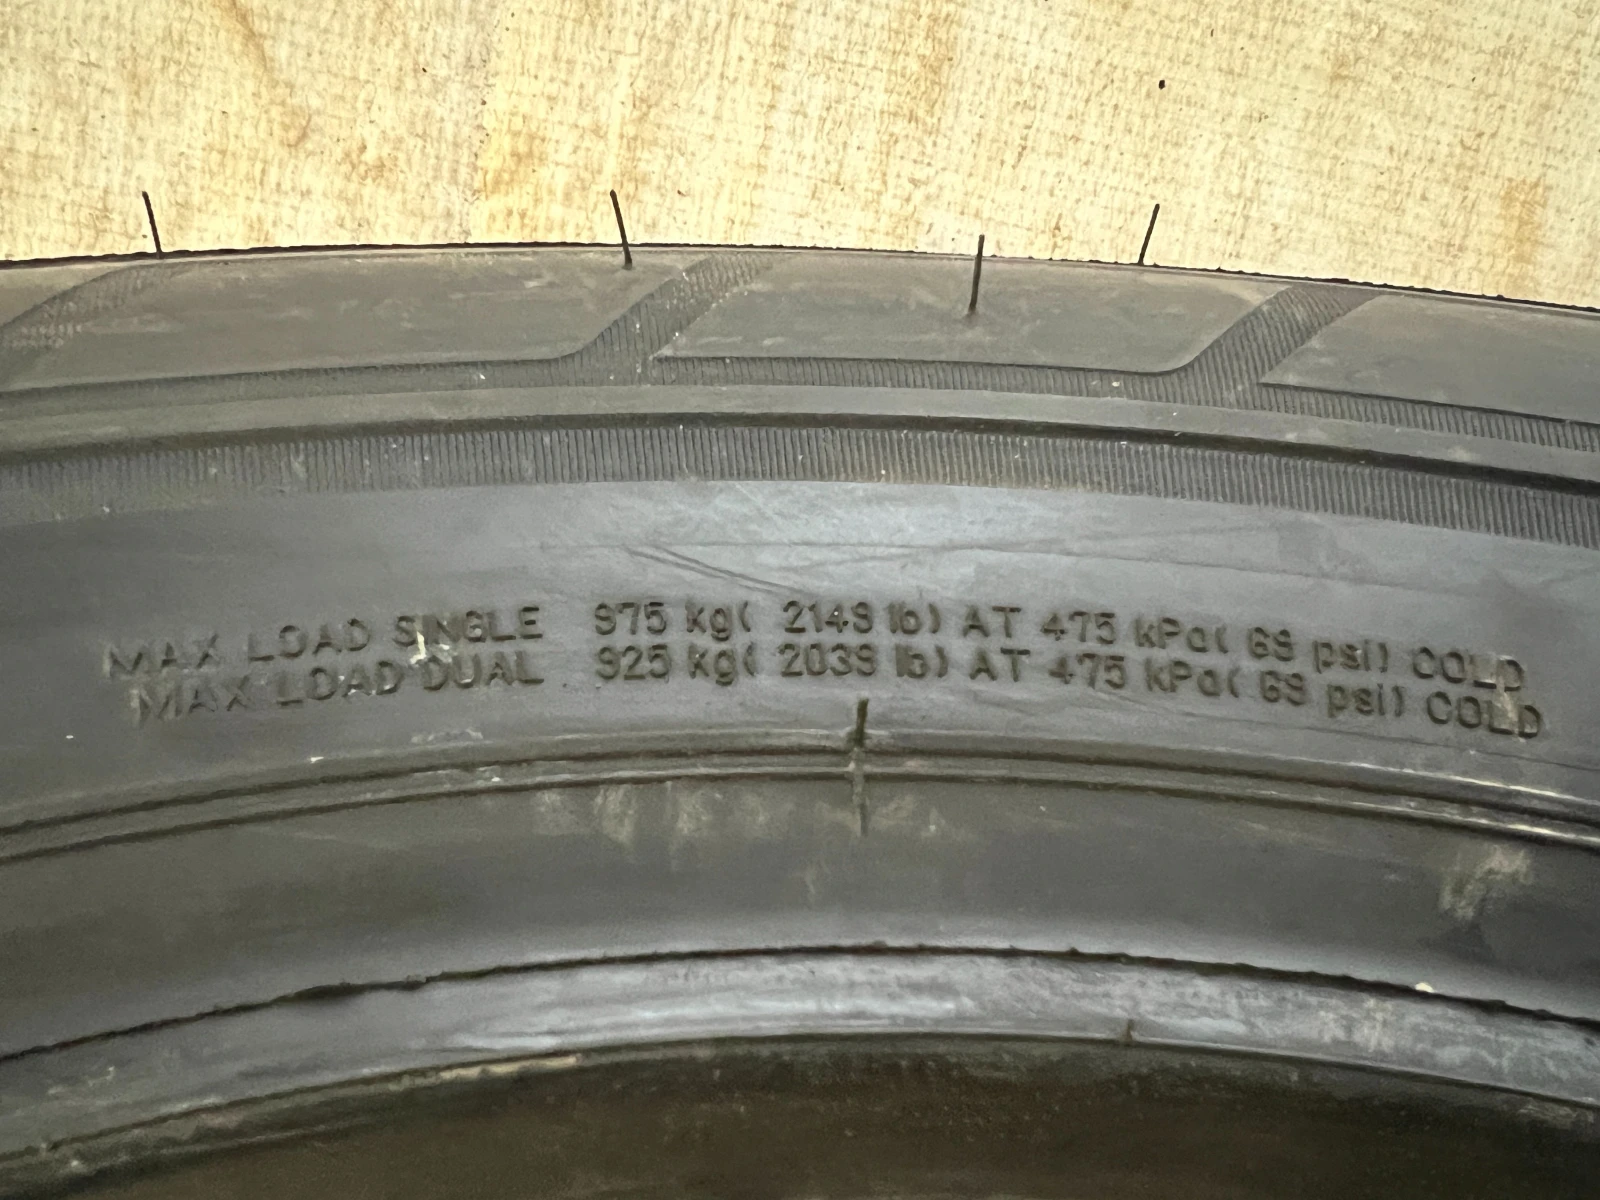 MAX LOAD SINGLE 975 kg( 2149 lb) AT 475 kPa( 69 psi) COLD
MAX LOAD DUAL 925 kg( 2039 lb) AT 475 kPa( 69 psi) COLD